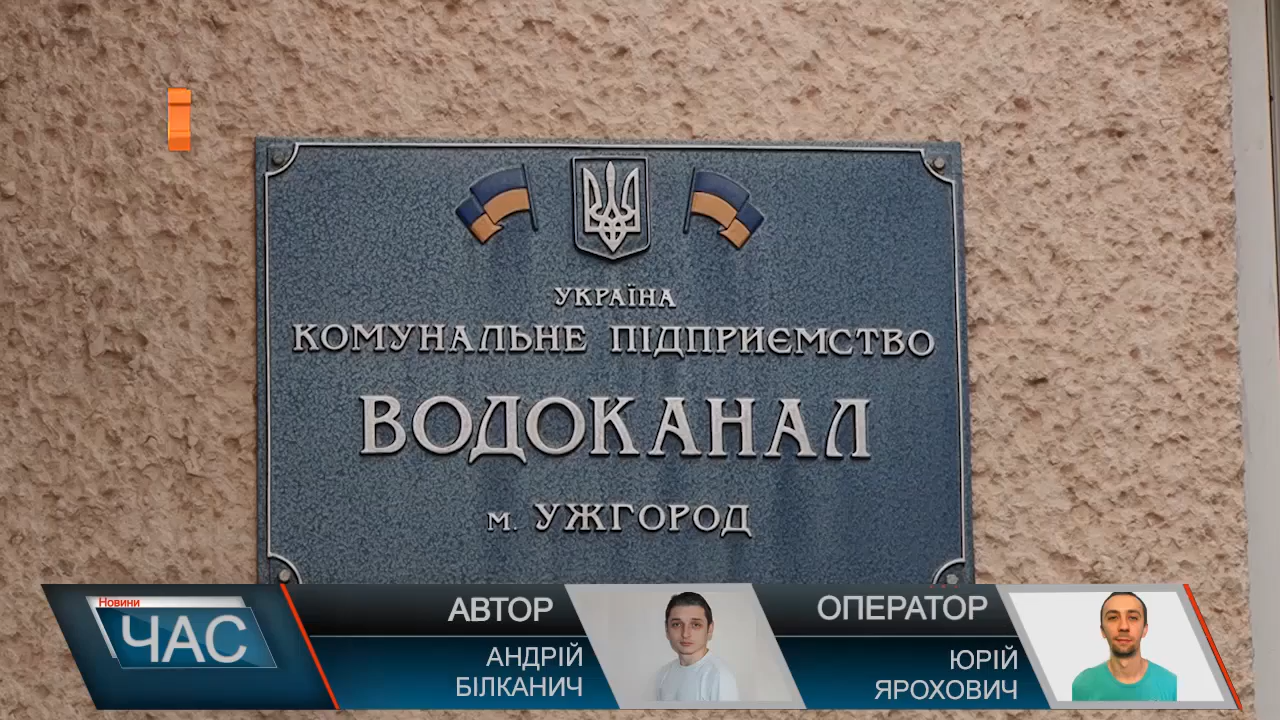 УКРАЇНА
КОМУНАЛЬНЕ ПІДПРИЄМСТВО
ВОДОКАНАЛ
м. УЖГОРОД
Новини
ЧАС
АВТОР
АНДРІЙ
БІЛКАНИЧ
ОПЕРАТОР
ЮРІЙ
ЯРОХОВИЧ